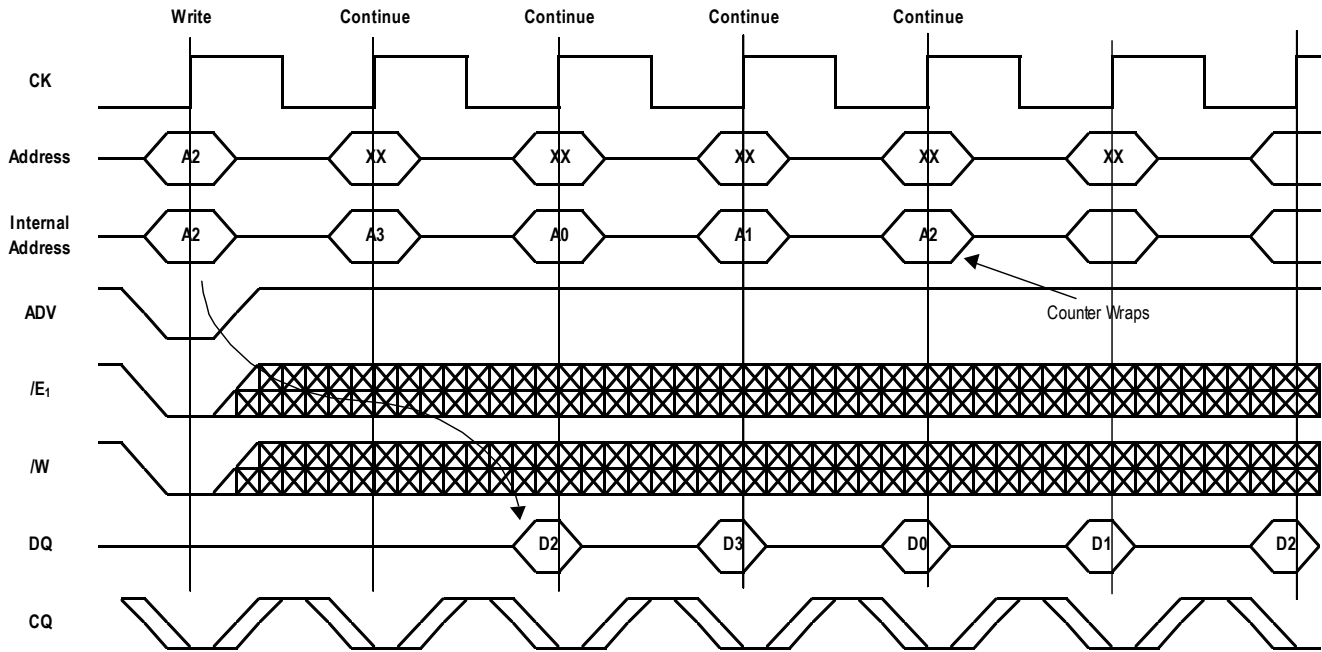 Write Continue Continue Continue Continue
CK
Address A2 XX XX XX XX XX
Internal
Address
A2 A3 A0 A1 A2
ADV
Counter Wraps
/E1
/W
DQ D2 D3 D0 D1 D2
CQ